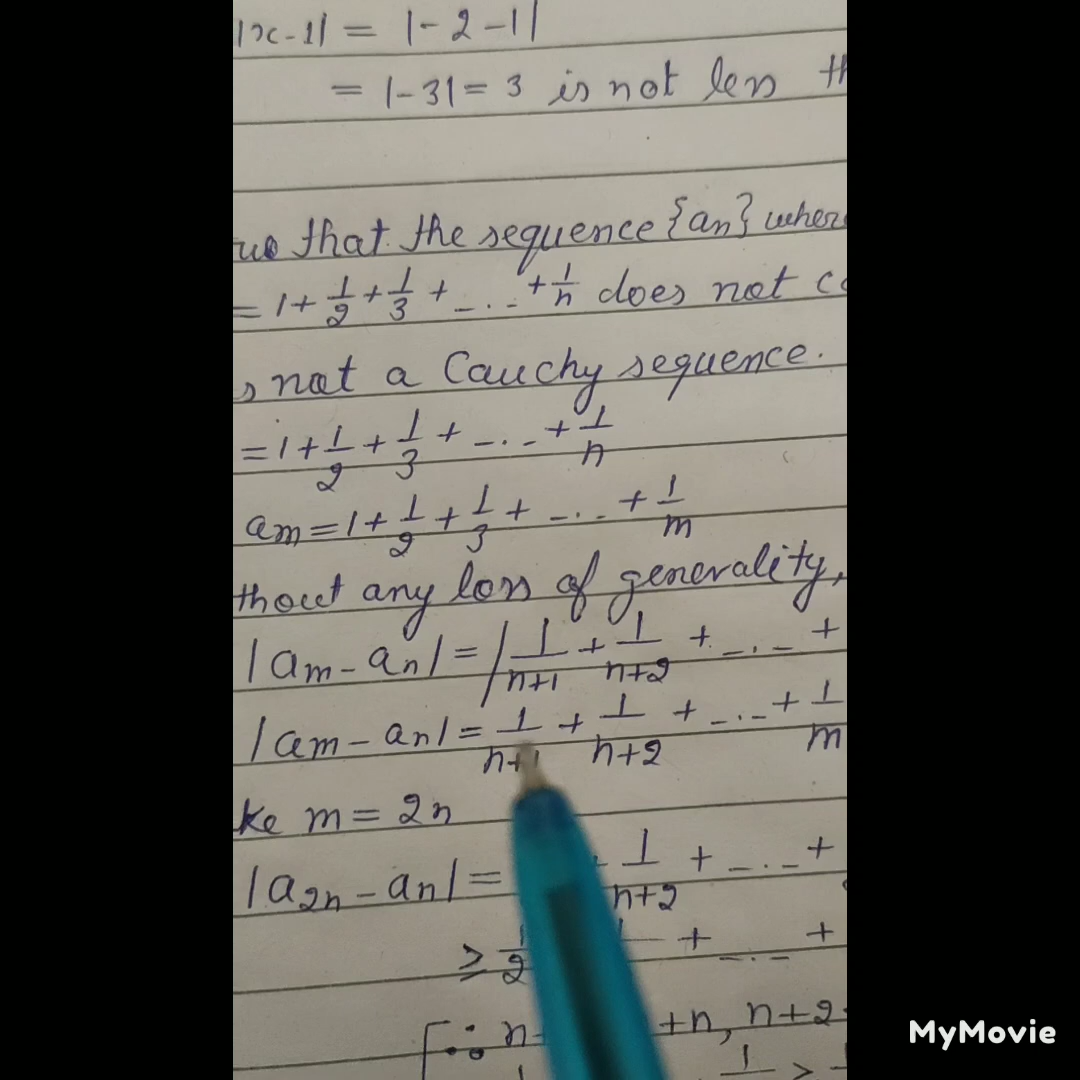 |x-1| = |-2-1|
= |-3| = 3 is not less
that the sequence {an} where
= 1 + 1/2 + 1/3 + _ . _ + 1/n does not
not a Cauchy sequence.
= 1 + 1/2 + 1/3 + _ . _ + 1/n
am = 1 + 1/2 + 1/3 + _ . _ + 1/m
thout any loss of generality,
|am - an| = |1/n+1 + 1/n+2 + _ . _ +
|am - an| = 1/n+1 + 1/n+2 + _ . _ + 1/m
ke m = 2n
|a2n - an| = 1/n+2 + _ . _ +
≥ 1/2 + _ . _ +
[∵ n +n, n+2
1 >
MyMovie